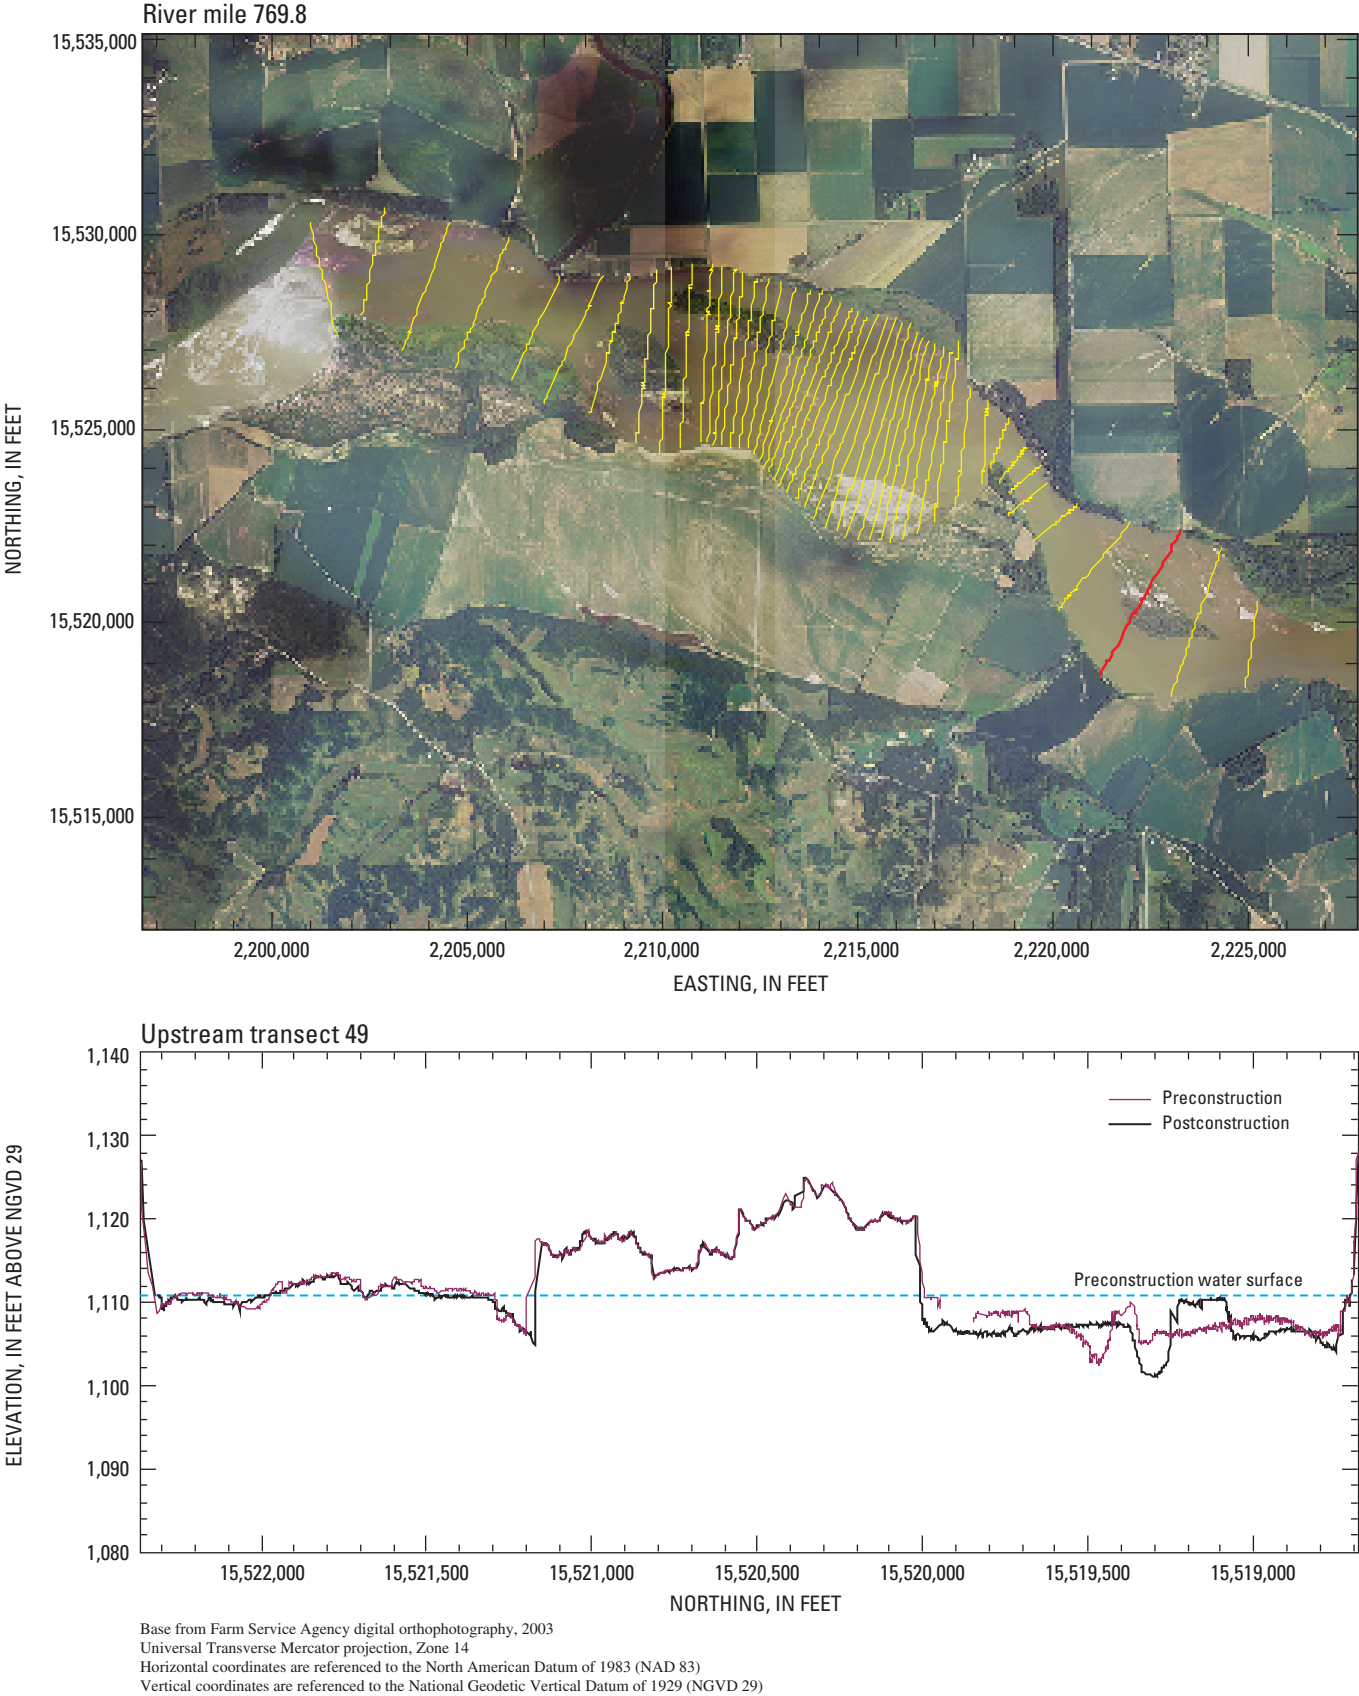 River mile 769.8
15,535,000
15,530,000
15,525,000
15,520,000
15,515,000
NORTHING, IN FEET
2,200,000 2,205,000 2,210,000 2,215,000 2,220,000 2,225,000
EASTING, IN FEET
Upstream transect 49
1,140
1,130
1,120
1,110
1,100
1,090
1,080
ELEVATION, IN FEET ABOVE NGVD 29
Preconstruction
Postconstruction
Preconstruction water surface
15,522,000 15,521,500 15,521,000 15,520,500 15,520,000 15,519,500 15,519,000
NORTHING, IN FEET
Base from Farm Service Agency digital orthophotography, 2003
Universal Transverse Mercator projection, Zone 14
Horizontal coordinates are referenced to the North American Datum of 1983 (NAD 83)
Vertical coordinates are referenced to the National Geodetic Vertical Datum of 1929 (NGVD 29)